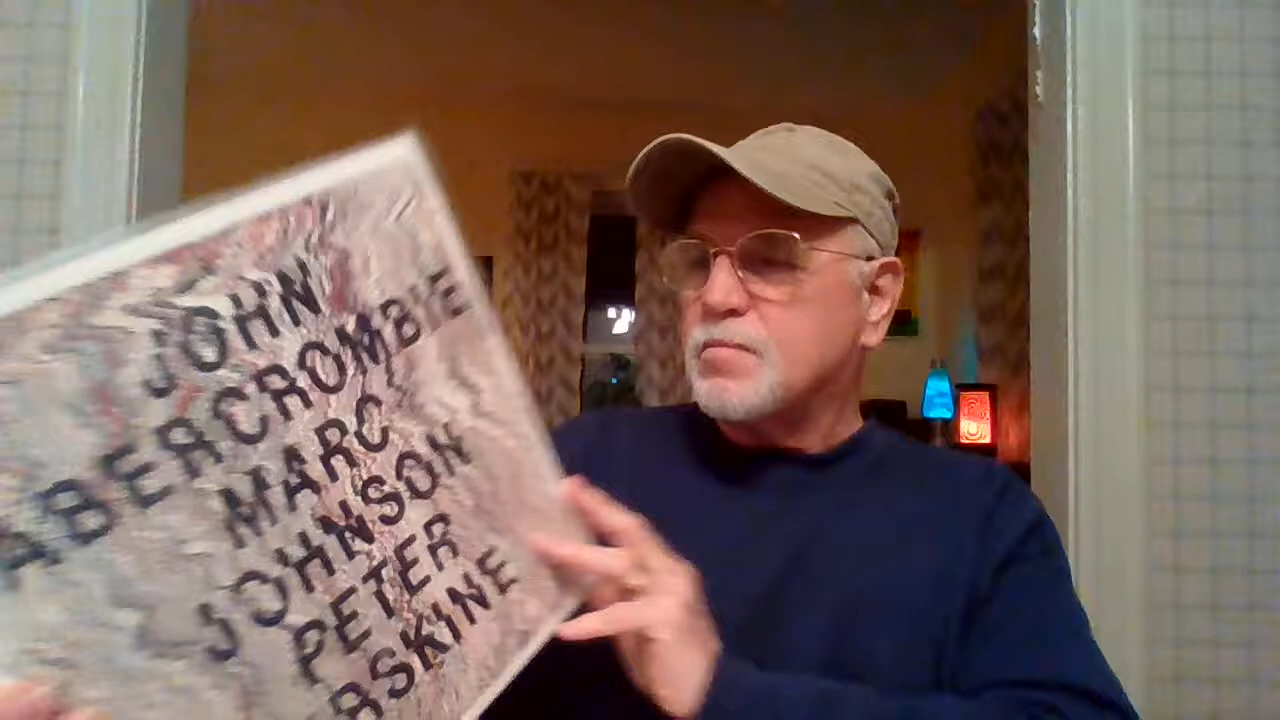 JOHN
ABERCROMBIE
MARC
JOHNSON
PETER
ERSKINE